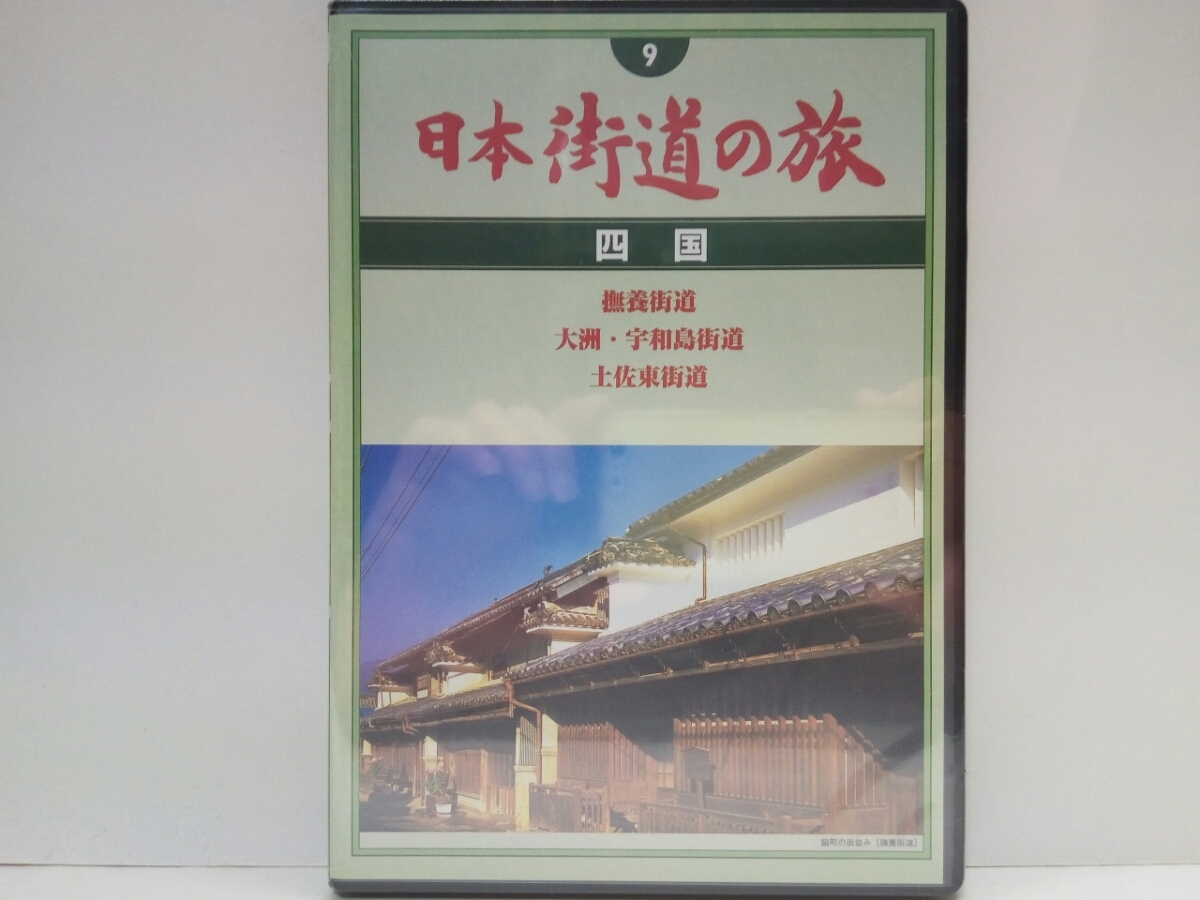 9
日本街道の旅
四国
撫養街道
大洲・宇和島街道
土佐東街道
脇町の街並み［撫養街道］